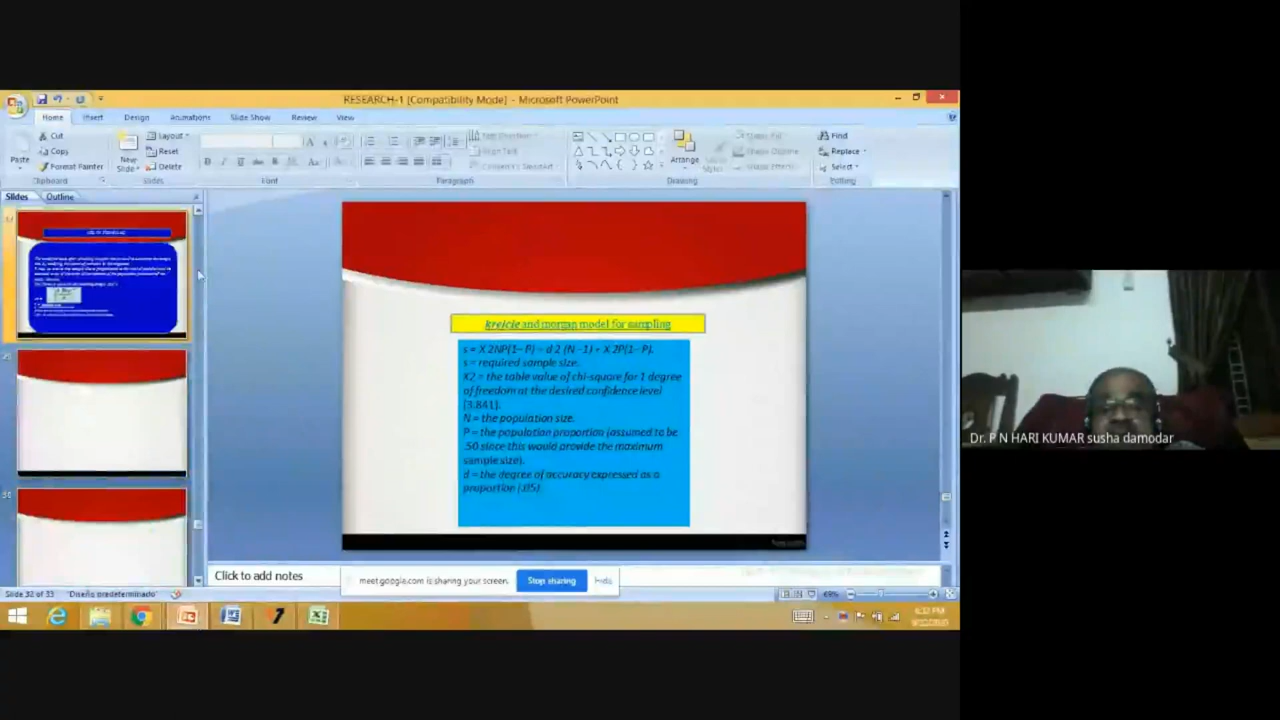 RESEARCH-1 [Compatibility Mode] - Microsoft PowerPoint
Home Insert Design Animations Slide Show Review View
Cut
Copy
Format Painter
Paste
Clipboard
New
Slide
Layout
Reset
Delete
Slides
Font
Paragraph
Arrange
Drawing
Find
Replace
Select
Editing
Slides Outline
krejcie and morgan model for sampling
s = X 2NP(1– P) ÷ d 2 (N –1) + X 2P(1– P).
s = required sample size.
X2 = the table value of chi-square for 1 degree
of freedom at the desired confidence level
(3.841).
N = the population size.
P = the population proportion (assumed to be
.50 since this would provide the maximum
sample size).
d = the degree of accuracy expressed as a
proportion (.05)
Click to add notes
meet.google.com is sharing your screen.
Stop sharing
Hide
Slide 32 of 33
"Diseño predeterminado"
69%
Dr. P N HARI KUMAR susha damodar